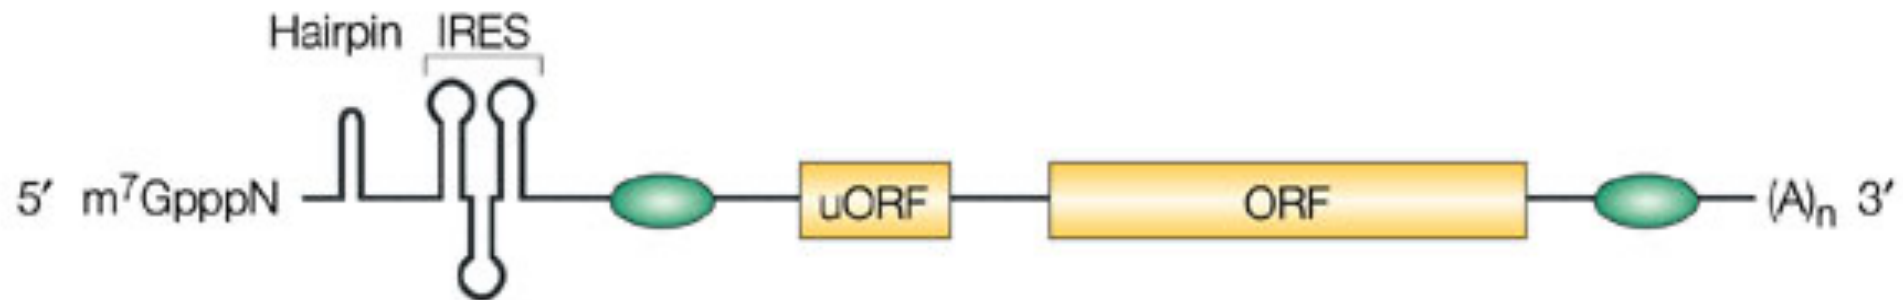 Hairpin IRES
5′ m⁷GpppN uORF ORF (A)ₙ 3′